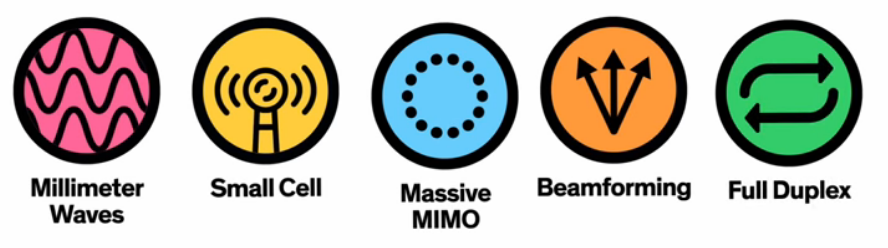 Millimeter
Waves
Small Cell
Massive
MIMO
Beamforming
Full Duplex